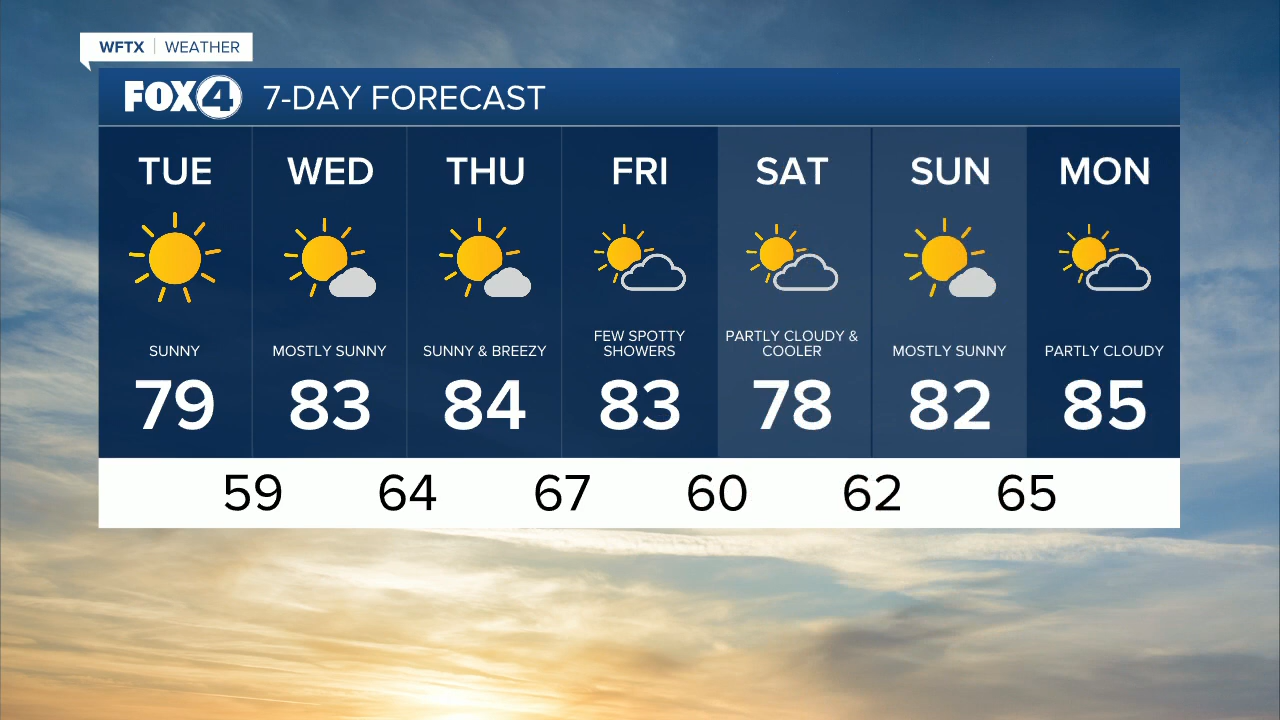 WFTX | WEATHER
FOX 4 7-DAY FORECAST
TUE WED THU FRI SAT SUN MON
SUNNY
MOSTLY SUNNY
SUNNY & BREEZY
FEW SPOTTY
SHOWERS
PARTLY CLOUDY &
COOLER
MOSTLY SUNNY
PARTLY CLOUDY
79 83 84 83 78 82 85
59 64 67 60 62 65